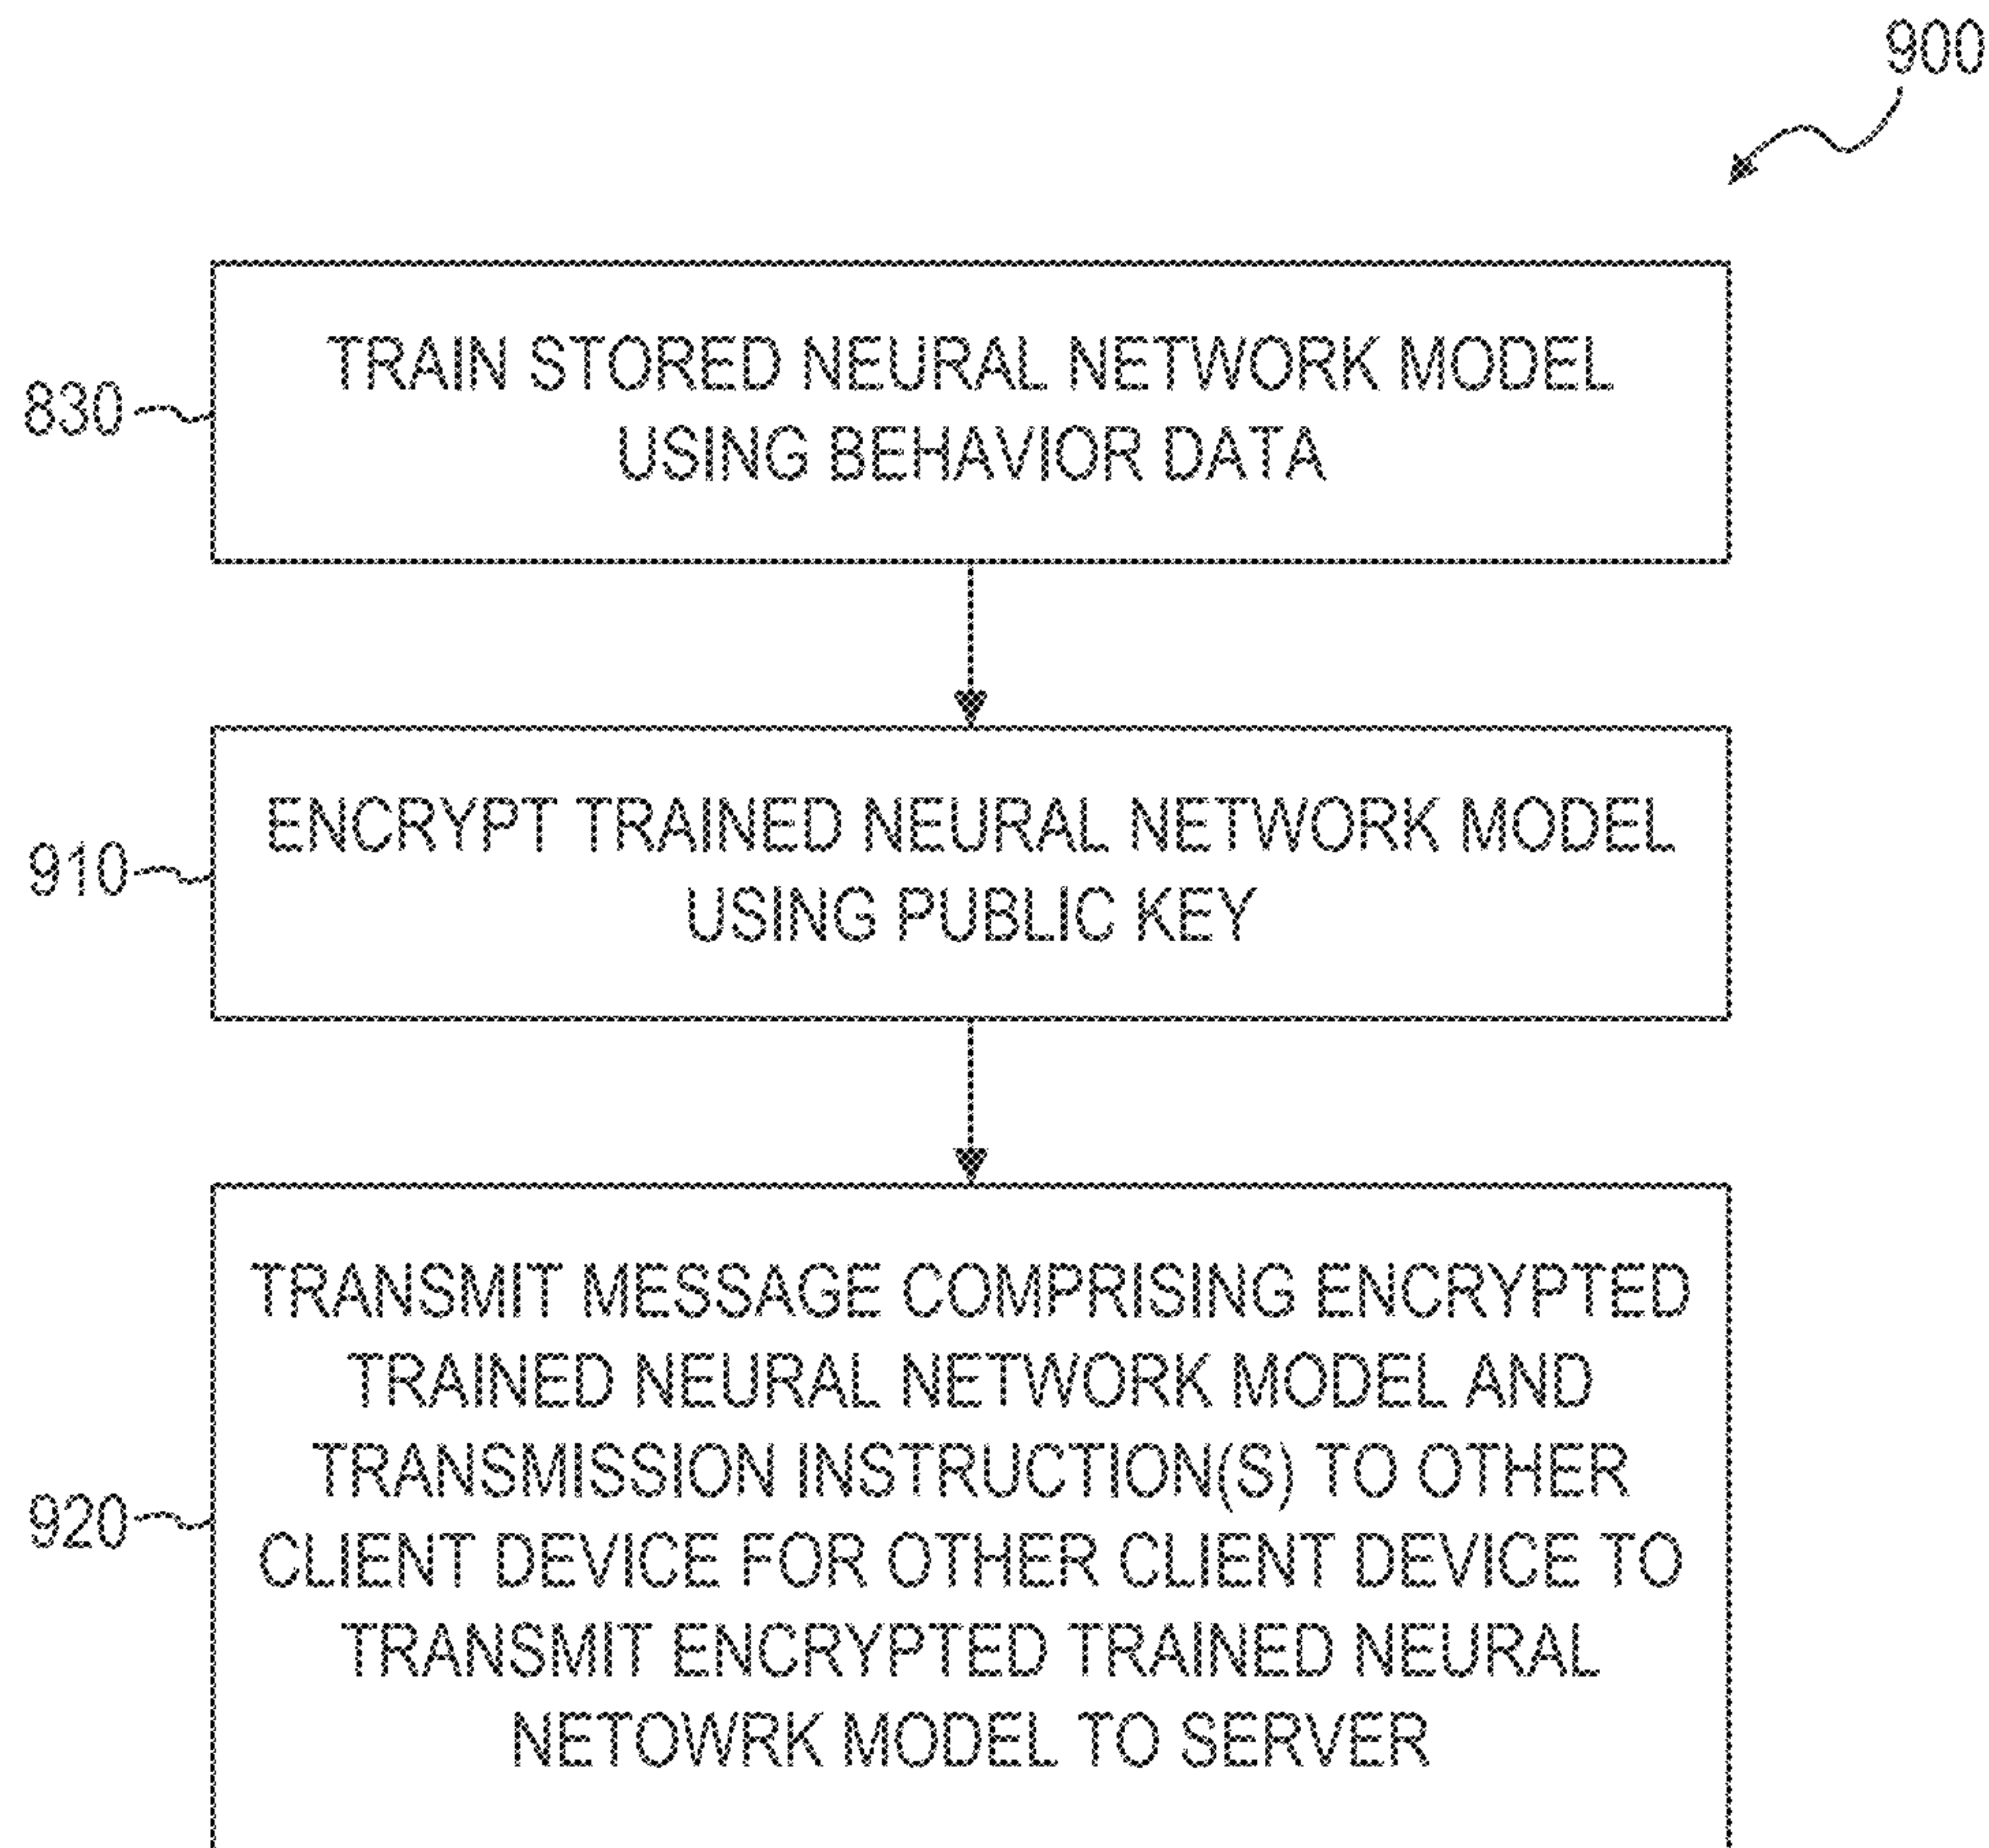 900
830
TRAIN STORED NEURAL NETWORK MODEL
USING BEHAVIOR DATA
910
ENCRYPT TRAINED NEURAL NETWORK MODEL
USING PUBLIC KEY
920
TRANSMIT MESSAGE COMPRISING ENCRYPTED
TRAINED NEURAL NETWORK MODEL AND
TRANSMISSION INSTRUCTION(S) TO OTHER
CLIENT DEVICE FOR OTHER CLIENT DEVICE TO
TRANSMIT ENCRYPTED TRAINED NEURAL
NETOWRK MODEL TO SERVER